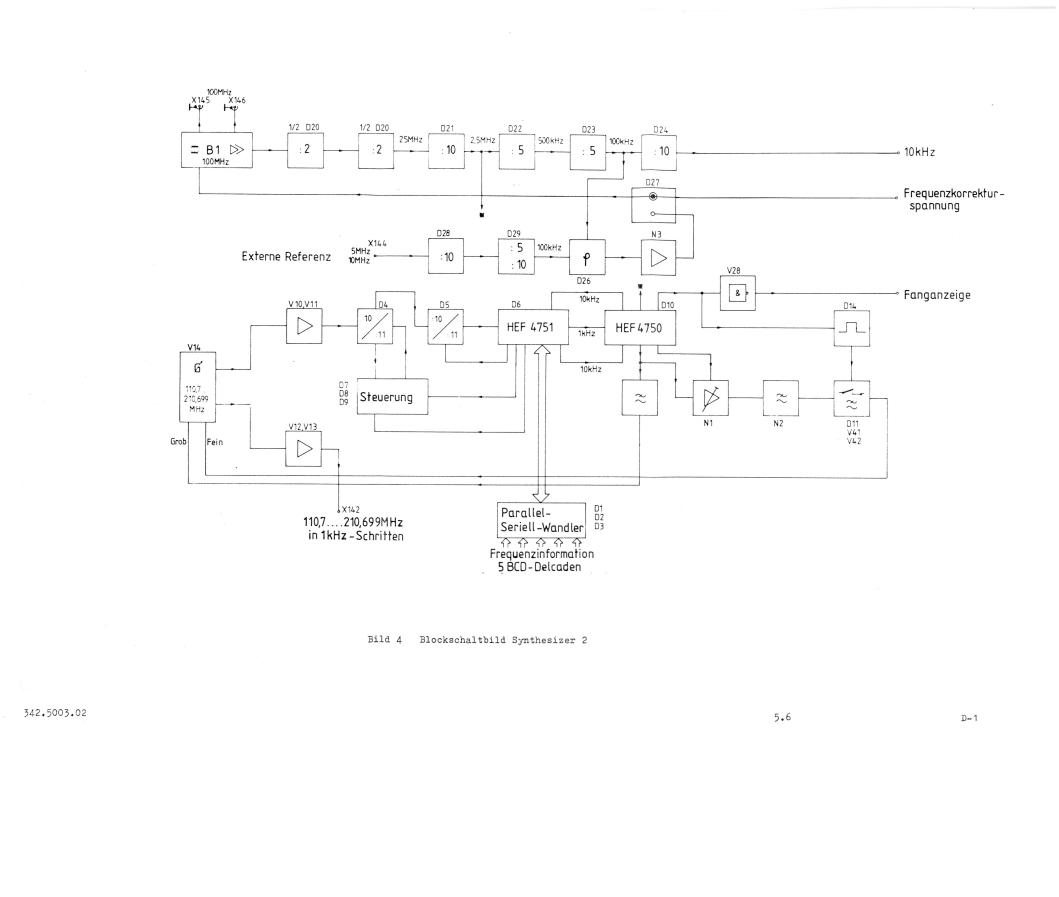 100MHz
X145 X146
1/2 D20
1/2 D20
D21
D22
D23
D24
B1
100MHz
:2
:2
25MHz
:10
2,5MHz
:5
500kHz
:5
100kHz
:10
10kHz
D27
Frequenzkorrektur-
spannung
Externe Referenz
X144
5MHz
10MHz
D28
:10
D29
:5
:10
100kHz
φ
D26
N3
V28
&
Fanganzeige
V10,V11
D4
10
11
D5
:10
11
D6
HEF 4751
10kHz
1kHz
10kHz
D10
HEF 4750
D14
V14
G
110,7
210,699
MHz
Grob
Fein
D7
D8
D9
Steuerung
N1
N2
D11
V41
V42
V12,V13
X142
110,7....210,699MHz
in 1kHz-Schritten
Parallel-
Seriell-Wandler
D1
D2
D3
Frequenzinformation
5 BCD-Delcaden
Bild 4 Blockschaltbild Synthesizer 2
342.5003.02
5.6
D-1